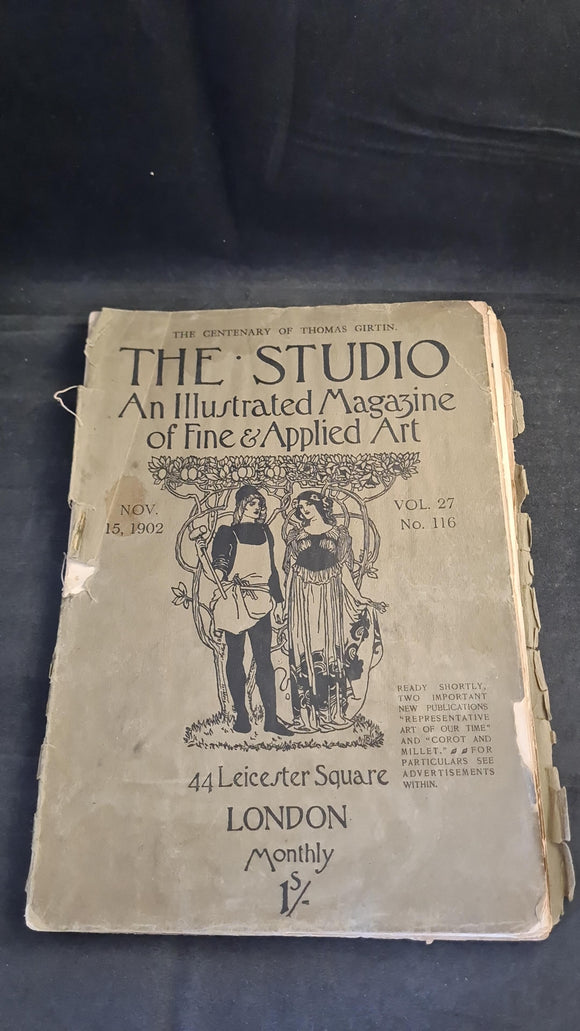 THE CENTENARY OF THOMAS GIRTIN.
THE · STUDIO
An Illustrated Magazine
of Fine & Applied Art
NOV.
15, 1902
VOL. 27
No. 116
READY SHORTLY,
TWO IMPORTANT
NEW PUBLICATIONS
"REPRESENTATIVE
ART OF OUR TIME"
AND "COROT AND
MILLET." FOR
PARTICULARS SEE
ADVERTISEMENTS
WITHIN.
44 Leicester Square
LONDON
Monthly
1S/-